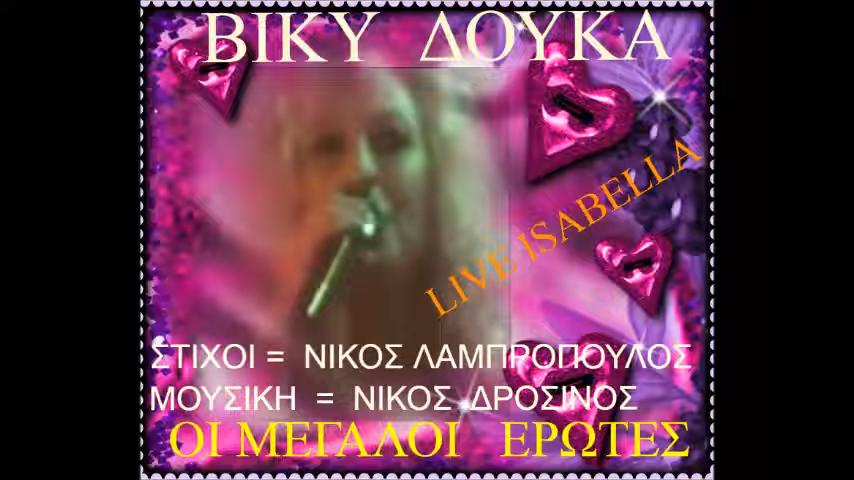 ΒΙΚΥ ΔΟΥΚΑ
LIVE ISABELLA
ΣΤΙΧΟΙ = ΝΙΚΟΣ ΛΑΜΠΡΟΠΟΥΛΟΣ
ΜΟΥΣΙΚΗ = ΝΙΚΟΣ ΔΡΟΣΙΝΟΣ
ΟΙ ΜΕΓΑΛΟΙ ΕΡΩΤΕΣ